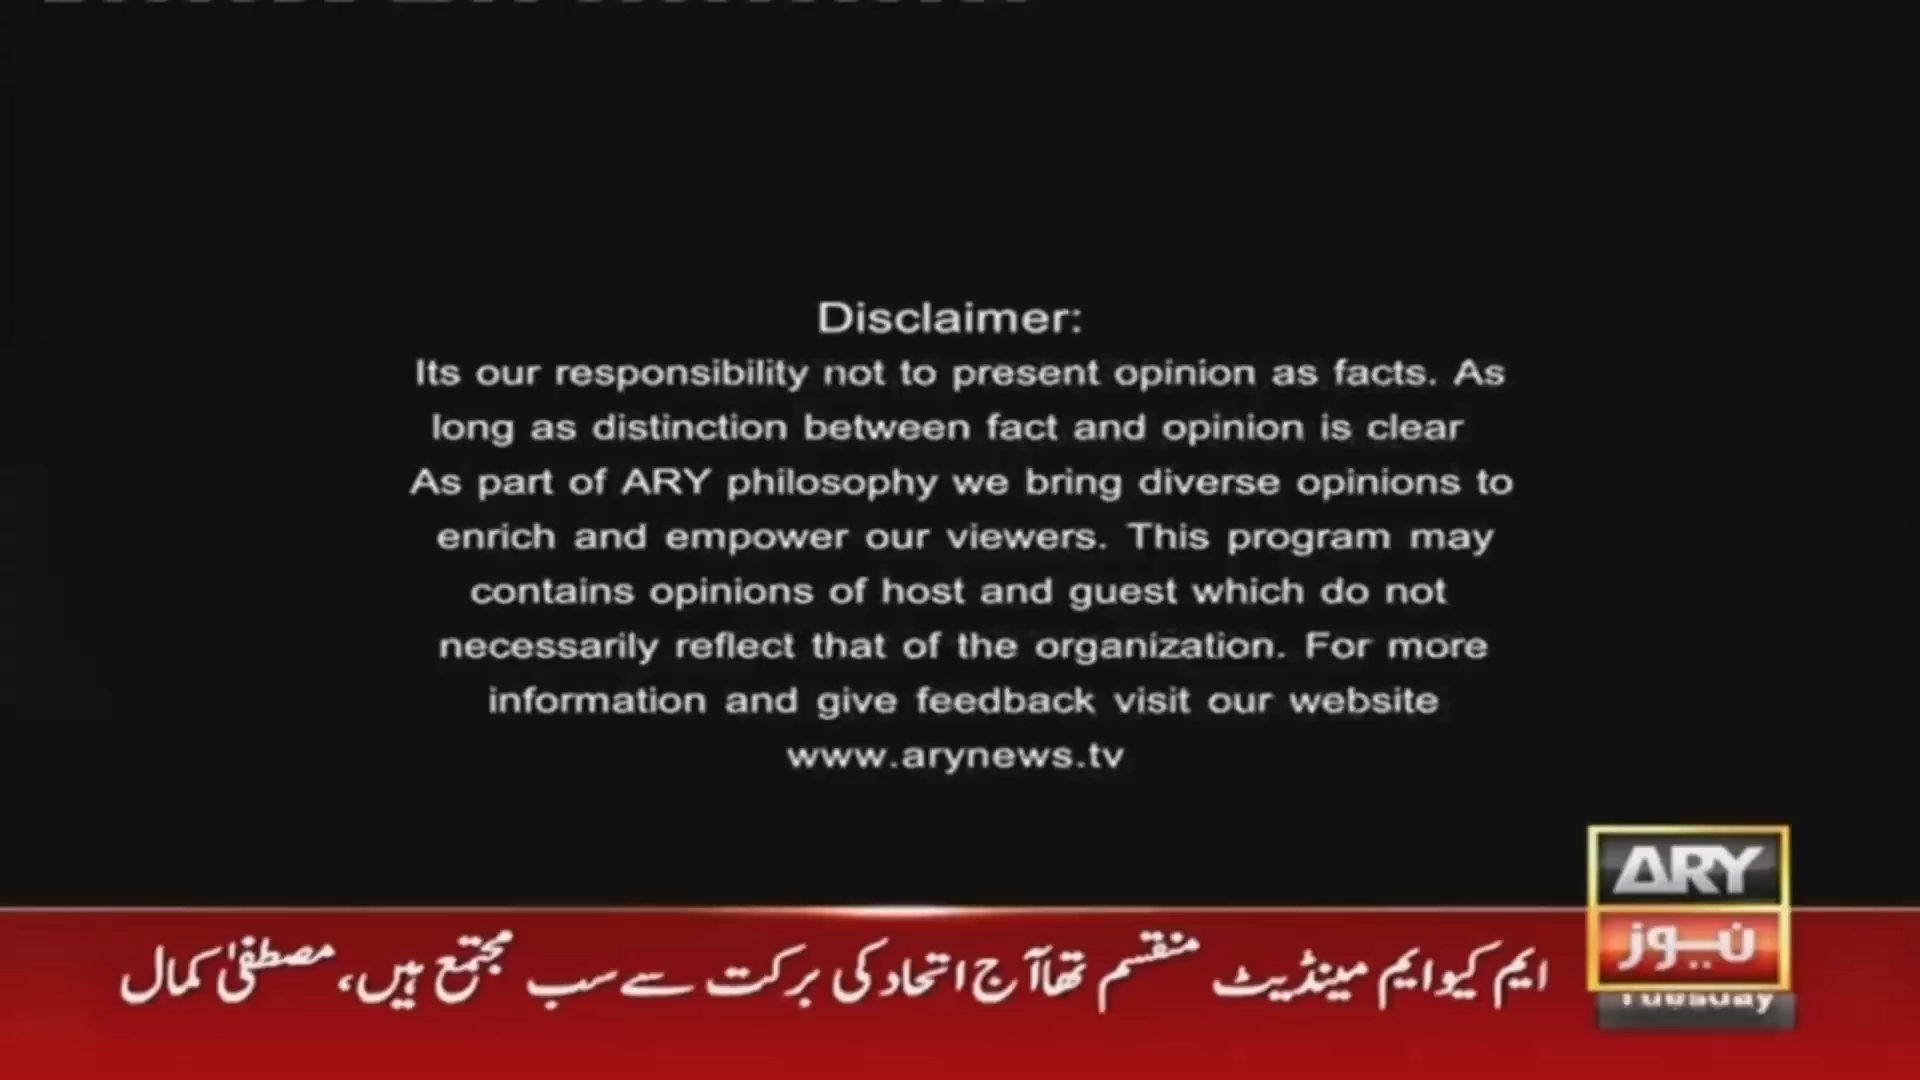 Disclaimer:
Its our responsibility not to present opinion as facts. As
long as distinction between fact and opinion is clear
As part of ARY philosophy we bring diverse opinions to
enrich and empower our viewers. This program may
contains opinions of host and guest which do not
necessarily reflect that of the organization. For more
information and give feedback visit our website
www.arynews.tv
ARY
نیوز
Tuesday
ایم کیو ایم مینڈیٹ منقسم تھا آج اتحاد کی برکت سے سب مجتمع ہیں، مصطفیٰ کمال